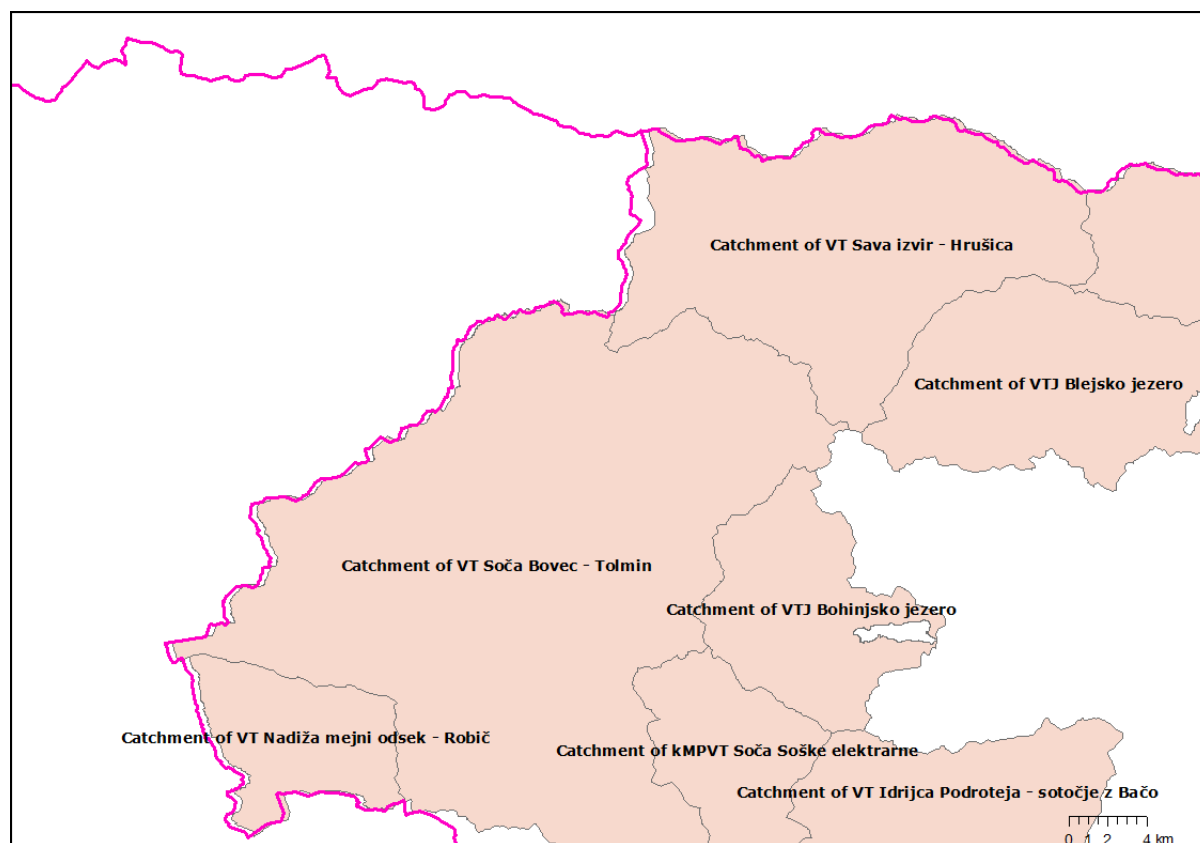 Catchment of VT Sava izvir - Hrušica
Catchment of VTJ Blejsko jezero
Catchment of VT Soča Bovec - Tolmin
Catchment of VTJ Bohinjsko jezero
Catchment of VT Nadiža mejni odsek - Robič
Catchment of kMPVT Soča Soške elektrarne
Catchment of VT Idrijca Podroteja - sotočje z Bačo
0 1 2 4 km